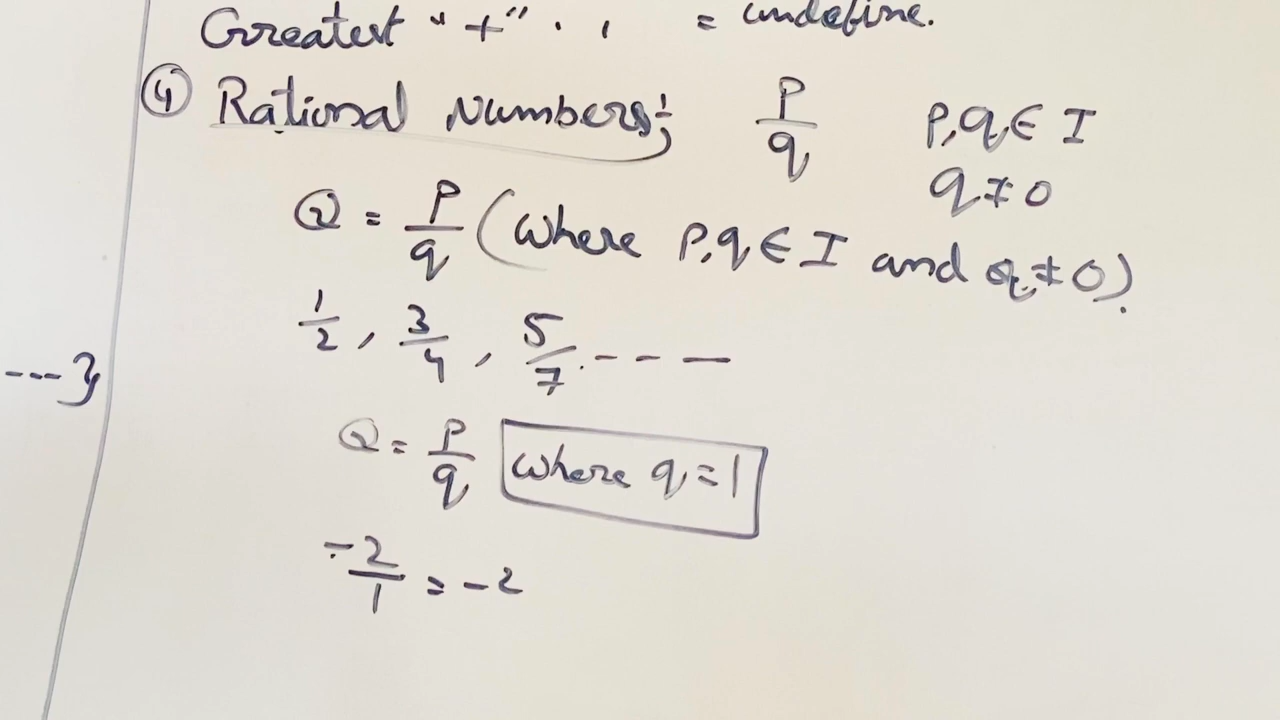 Greatest "+" . , = undefine.
④ Rational Numbers; P/q P,q ∈ I
q ≠ 0
Q = P/q (where P,q ∈ I and q ≠ 0).
1/2, 3/4, 5/7 - - -
---}
Q = P/q where q = 1
-2/1 = -2